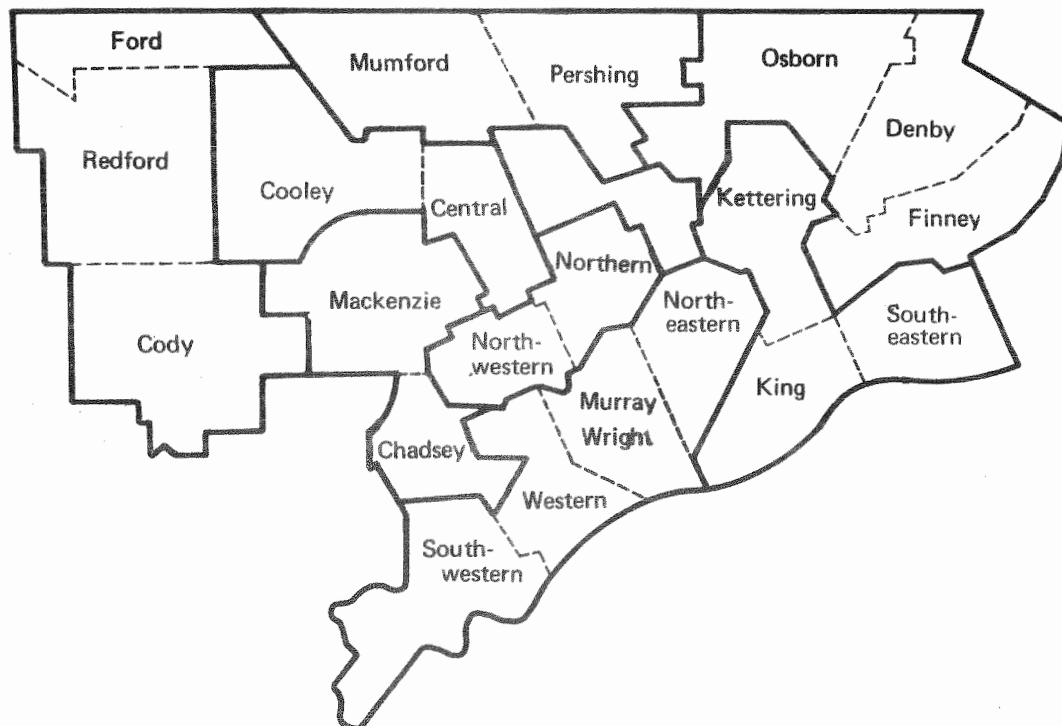 Ford
Mumford
Pershing
Osborn
Redford
Cooley
Central
Kettering
Denby
Finney
Northern
Mackenzie
North-
eastern
South-
eastern
Cody
North-
western
King
Murray
Wright
Chadsey
Western
South-
western